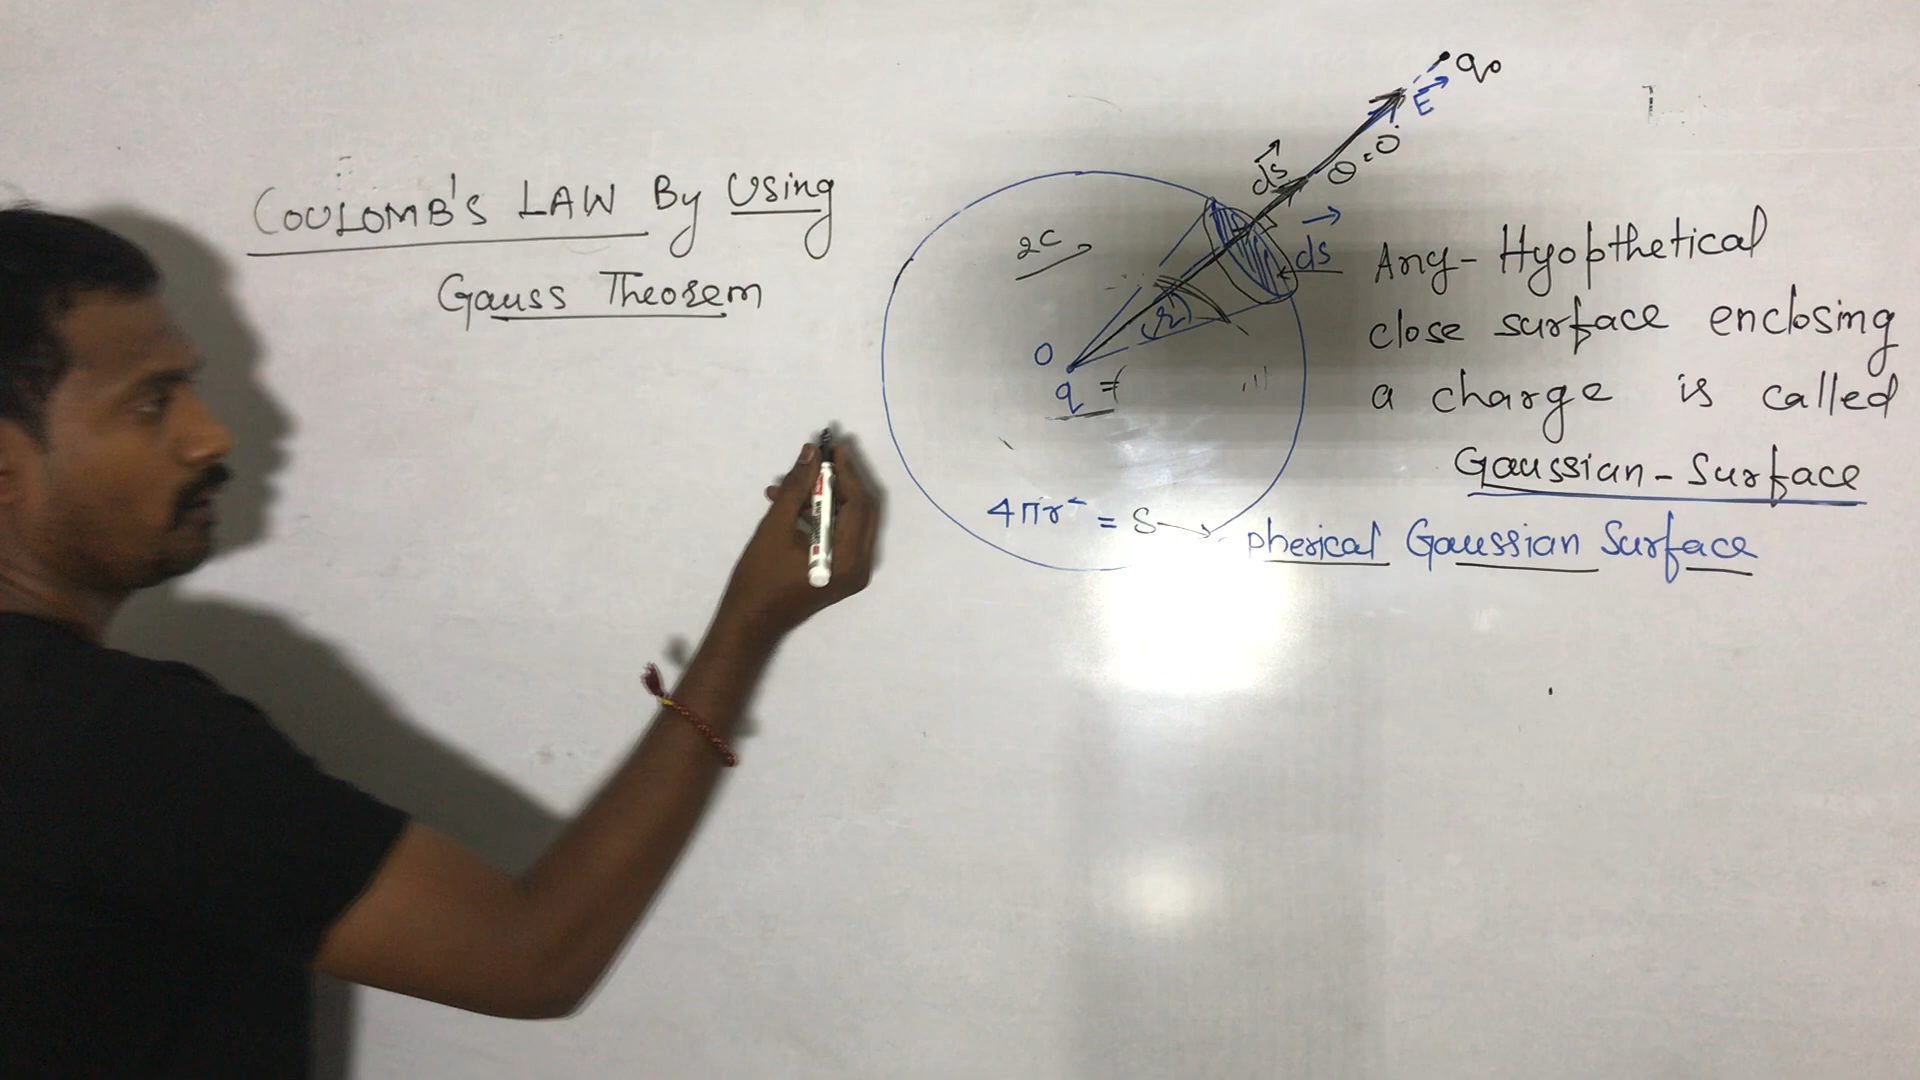 COULOMB'S LAW By Using
Gauss Theorem
q₀
E
θ=0
ds
ds
2C
r
O
q =
Any-Hyopthetical
close surface enclosing
a charge is called
Gaussian-Surface
4πr² = S → pherical Gaussian Surface